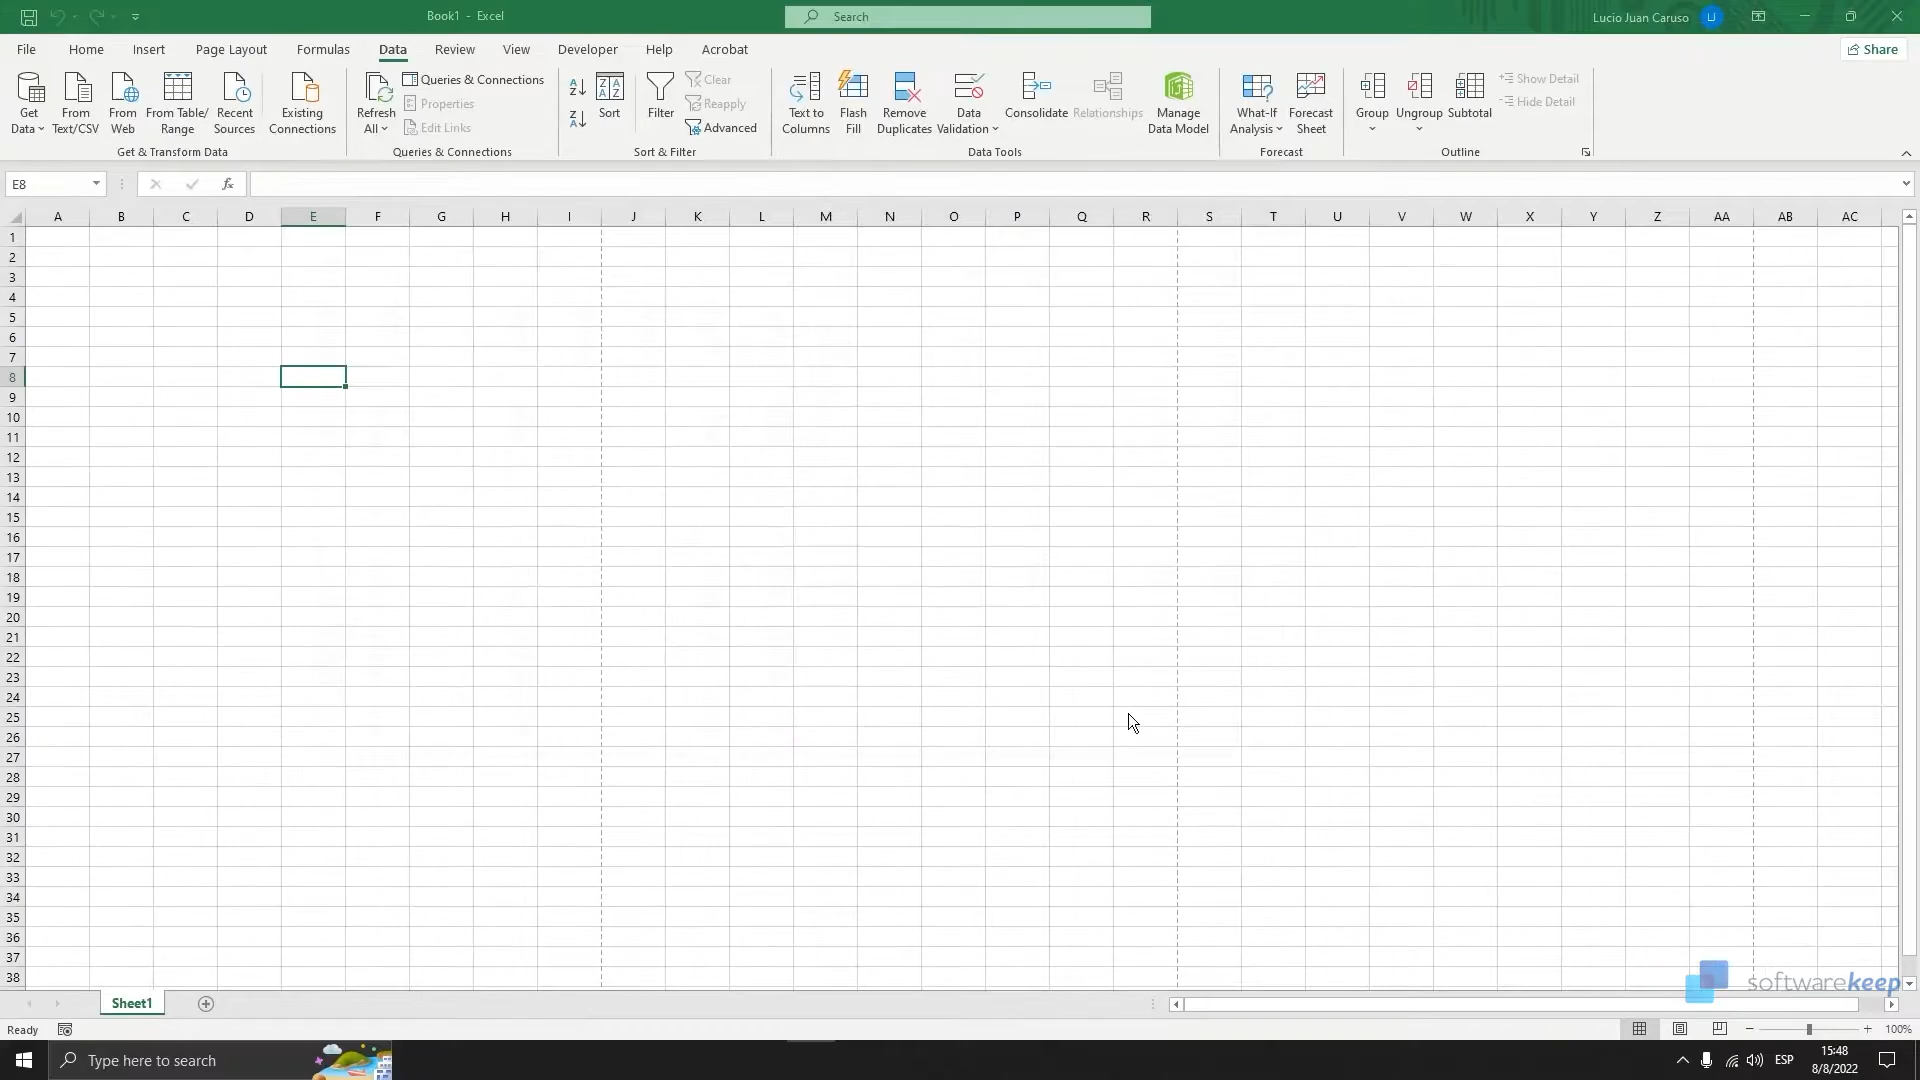 Book1 - Excel
Search
Lucio Juan Caruso
LJ
File Home Insert Page Layout Formulas Data Review View Developer Help Acrobat
Share
Get Data
From Text/CSV
From Web
From Table/ Range
Recent Sources
Existing Connections
Get & Transform Data
Refresh All
Queries & Connections
Properties
Edit Links
Queries & Connections
Sort
Filter
Clear
Reapply
Advanced
Sort & Filter
Text to Columns
Flash Fill
Remove Duplicates
Data Validation
Consolidate
Relationships
Manage Data Model
Data Tools
What-If Analysis
Forecast Sheet
Forecast
Group
Ungroup
Subtotal
Show Detail
Hide Detail
Outline
E8
fx
A B C D E F G H I J K L M N O P Q R S T U V W X Y Z AA AB AC
1
2
3
4
5
6
7
8
9
10
11
12
13
14
15
16
17
18
19
20
21
22
23
24
25
26
27
28
29
30
31
32
33
34
35
36
37
38
softwarekeep
Sheet1
Ready
100%
Type here to search
ESP
15:48
8/8/2022